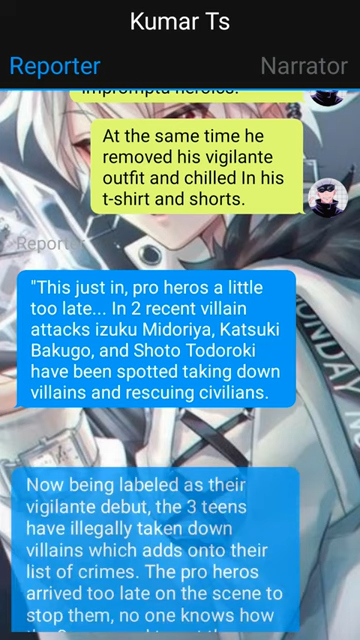 Kumar Ts
Reporter
Narrator
impromptu heroics.
At the same time he
removed his vigilante
outfit and chilled In his
t-shirt and shorts.
Reporter
"This just in, pro heros a little
too late... In 2 recent villain
attacks izuku Midoriya, Katsuki
Bakugo, and Shoto Todoroki
have been spotted taking down
villains and rescuing civilians.
Now being labeled as their
vigilante debut, the 3 teens
have illegally taken down
villains which adds onto their
list of crimes. The pro heros
arrived too late on the scene to
stop them, no one knows how